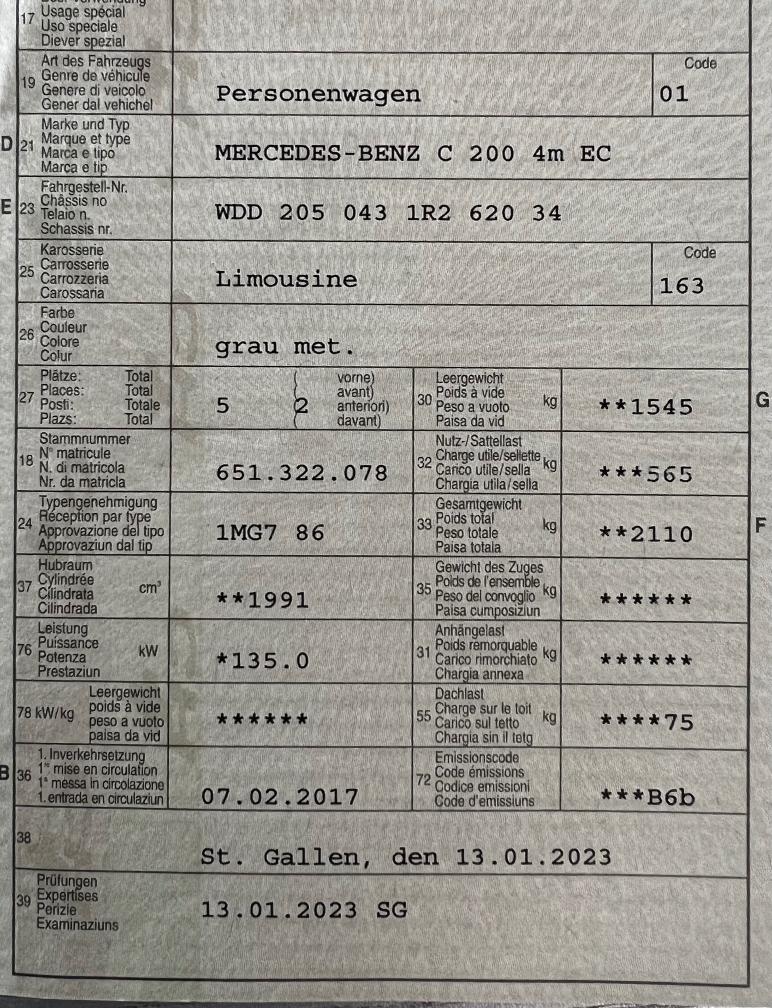 17 Usage spécial
Uso speciale
Diever spezial
19 Art des Fahrzeugs
Genre de véhicule
Genere di veicolo
Gener dal vehichel
Personenwagen
Code
01
D 21 Marke und Typ
Marque et type
Marca e tipo
Marca e tip
MERCEDES-BENZ C 200 4m EC
E 23 Fahrgestell-Nr.
Châssis no
Telaio n.
Schassis nr.
WDD 205 043 1R2 620 34
25 Karosserie
Carrosserie
Carrozzeria
Carossaria
Limousine
Code
163
26 Farbe
Couleur
Colore
Colur
grau met.
27 Plätze: Total
Places: Total
Posti: Totale
Plazs: Total
5 (2 vorne)
avant)
anteriori)
davant)
30 Leergewicht
Poids à vide
Peso a vuoto
Paisa da vid
kg
**1545
G
18 Stammnummer
N° matricule
N. di matricola
Nr. da matricla
651.322.078
32 Nutz-/Sattellast
Charge utile/sellette
Carico utile/sella
Chargia utila/sella
kg
***565
24 Typengenehmigung
Réception par type
Approvazione del tipo
Approvaziun dal tip
1MG7 86
33 Gesamtgewicht
Poids total
Peso totale
Paisa totala
kg
**2110
F
37 Hubraum
Cylindrée
Cilindrata
Cilindrada
cm³
**1991
35 Gewicht des Zuges
Poids de l'ensemble
Peso del convoglio
Paisa cumposiziun
kg
******
76 Leistung
Puissance
Potenza
Prestaziun
kW
*135.0
31 Anhängelast
Poids remorquable
Carico rimorchiato
Chargia annexa
kg
******
78 kW/kg Leergewicht
poids à vide
peso a vuoto
paisa da vid
******
55 Dachlast
Charge sur le toit
Carico sul tetto
Chargia sin il tetg
kg
****75
B 36 1. Inverkehrsetzung
1re mise en circulation
1a messa in circolazione
1. entrada en circulaziun
07.02.2017
72 Emissionscode
Code émissions
Codice emissioni
Code d'emissiuns
***B6b
38
St. Gallen, den 13.01.2023
39 Prüfungen
Expertises
Perizie
Examinaziuns
13.01.2023 SG